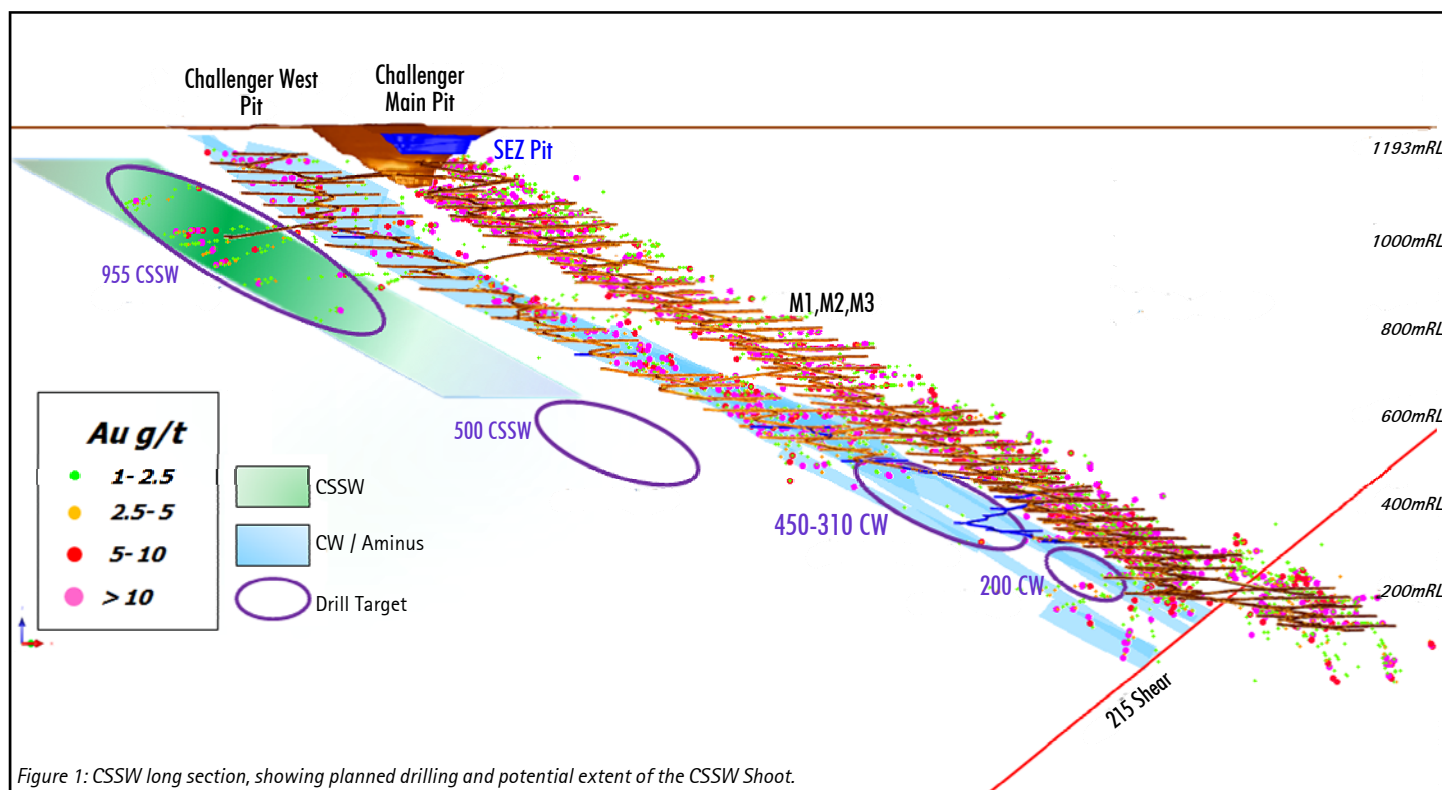 Challenger West
Pit
Challenger
Main Pit
SEZ Pit
1193mRL
1000mRL
955 CSSW
M1,M2,M3
800mRL
600mRL
500 CSSW
400mRL
450-310 CW
200 CW
200mRL
215 Shear
Au g/t
1-2.5
2.5-5
5-10
>10
CSSW
CW / Aminus
Drill Target
Figure 1: CSSW long section, showing planned drilling and potential extent of the CSSW Shoot.